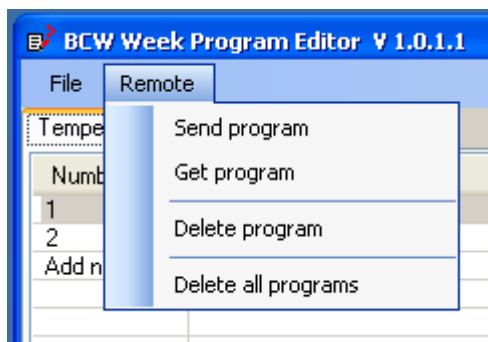 BCW Week Program Editor V 1.0.1.1
File Remote
Tempe
Send program
Numb
Get program
1
2
Delete program
Add n
Delete all programs